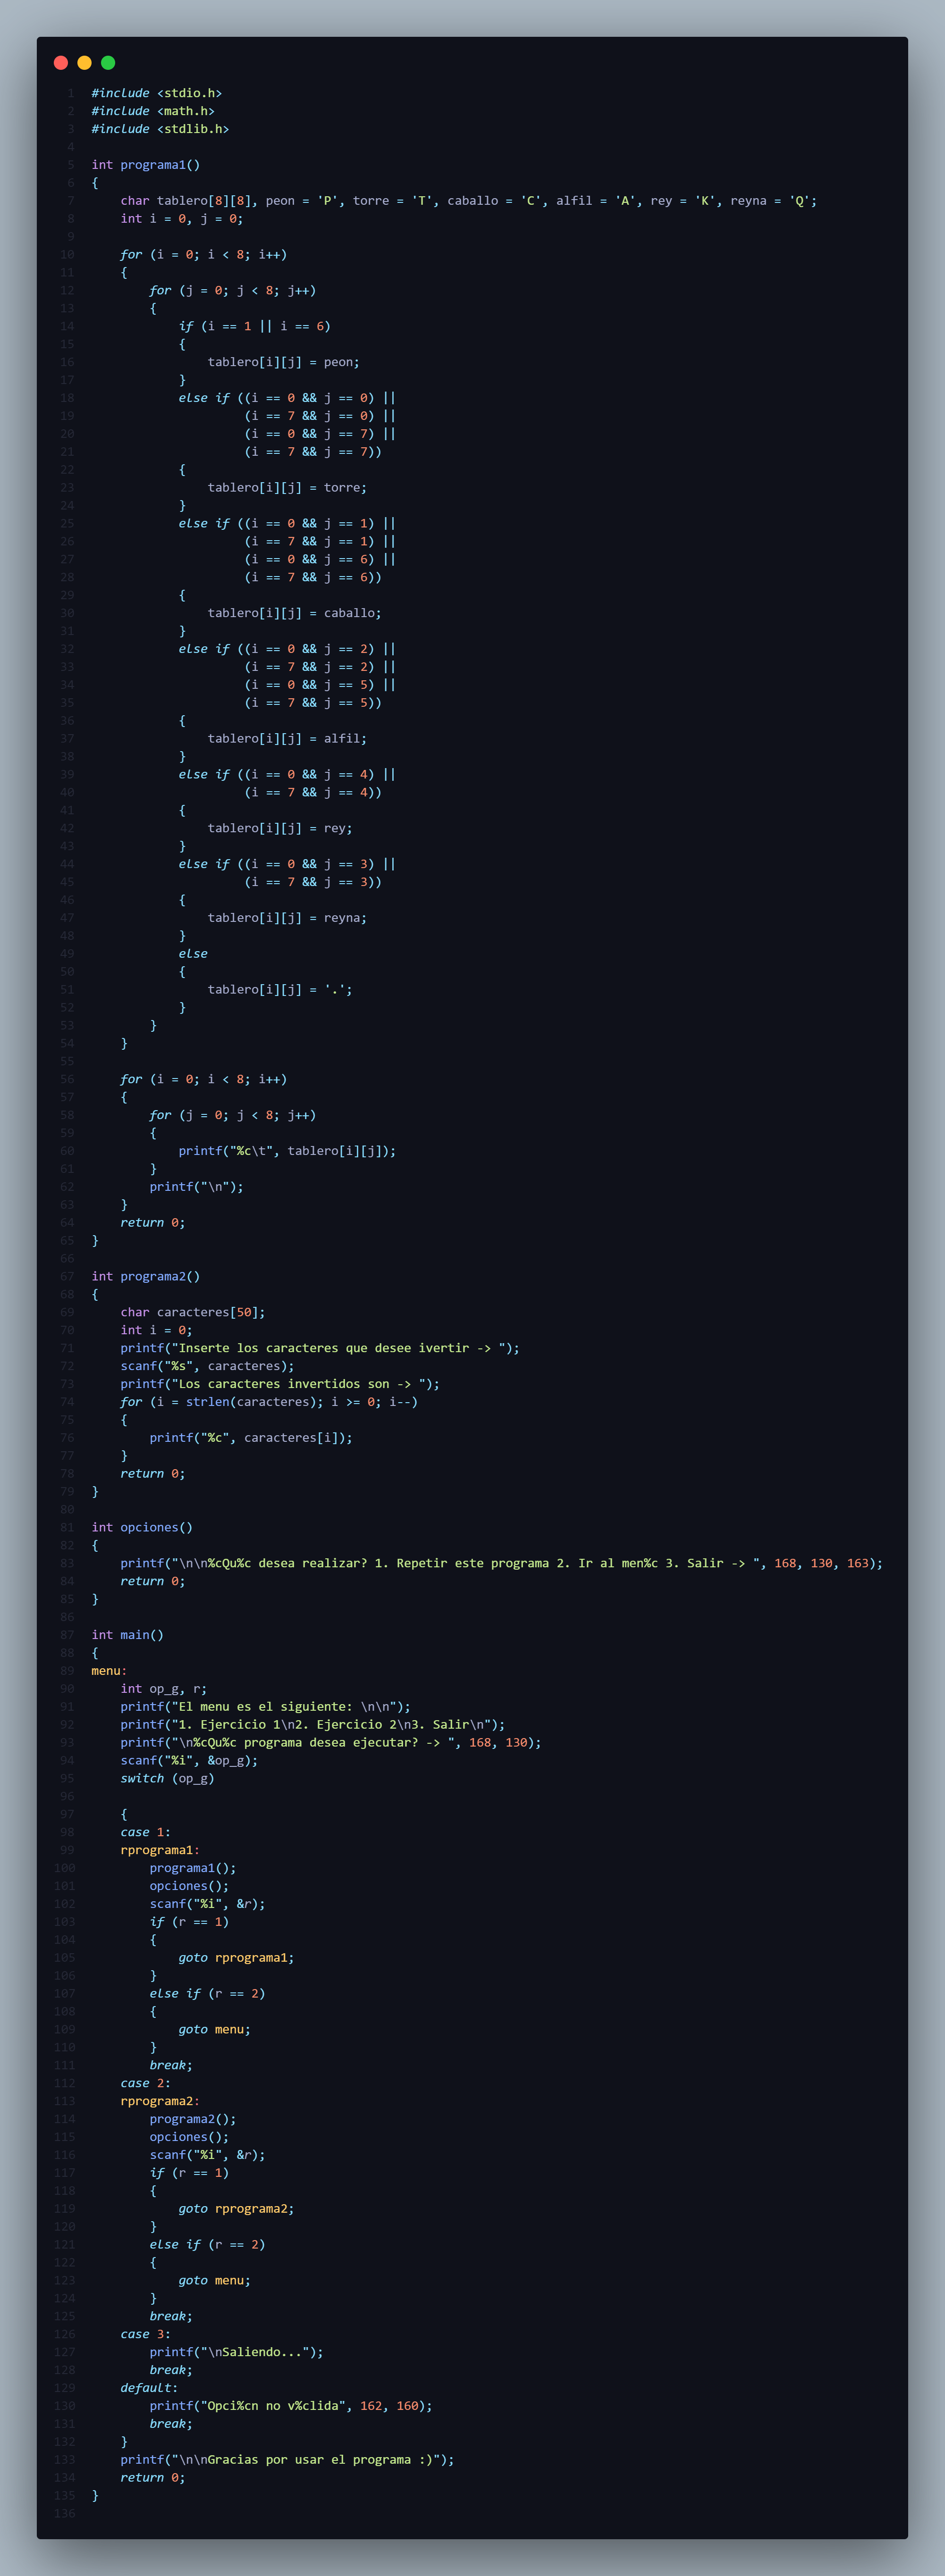 1 #include <stdio.h>
2 #include <math.h>
3 #include <stdlib.h>
4
5 int programa1()
6 {
7     char tablero[8][8], peon = 'P', torre = 'T', caballo = 'C', alfil = 'A', rey = 'K', reyna = 'Q';
8     int i = 0, j = 0;
9
10     for (i = 0; i < 8; i++)
11     {
12         for (j = 0; j < 8; j++)
13         {
14             if (i == 1 || i == 6)
15             {
16                 tablero[i][j] = peon;
17             }
18             else if ((i == 0 && j == 0) ||
19                      (i == 7 && j == 0) ||
20                      (i == 0 && j == 7) ||
21                      (i == 7 && j == 7))
22             {
23                 tablero[i][j] = torre;
24             }
25             else if ((i == 0 && j == 1) ||
26                      (i == 7 && j == 1) ||
27                      (i == 0 && j == 6) ||
28                      (i == 7 && j == 6))
29             {
30                 tablero[i][j] = caballo;
31             }
32             else if ((i == 0 && j == 2) ||
33                      (i == 7 && j == 2) ||
34                      (i == 0 && j == 5) ||
35                      (i == 7 && j == 5))
36             {
37                 tablero[i][j] = alfil;
38             }
39             else if ((i == 0 && j == 4) ||
40                      (i == 7 && j == 4))
41             {
42                 tablero[i][j] = rey;
43             }
44             else if ((i == 0 && j == 3) ||
45                      (i == 7 && j == 3))
46             {
47                 tablero[i][j] = reyna;
48             }
49             else
50             {
51                 tablero[i][j] = '.';
52             }
53         }
54     }
55
56     for (i = 0; i < 8; i++)
57     {
58         for (j = 0; j < 8; j++)
59         {
60             printf("%c\t", tablero[i][j]);
61         }
62         printf("\n");
63     }
64     return 0;
65 }
66
67 int programa2()
68 {
69     char caracteres[50];
70     int i = 0;
71     printf("Inserte los caracteres que desee ivertir -> ");
72     scanf("%s", caracteres);
73     printf("Los caracteres invertidos son -> ");
74     for (i = strlen(caracteres); i >= 0; i--)
75     {
76         printf("%c", caracteres[i]);
77     }
78     return 0;
79 }
80
81 int opciones()
82 {
83     printf("\n\n%cQu%c desea realizar? 1. Repetir este programa 2. Ir al men%c 3. Salir -> ", 168, 130, 163);
84     return 0;
85 }
86
87 int main()
88 {
89 menu:
90     int op_g, r;
91     printf("El menu es el siguiente: \n\n");
92     printf("1. Ejercicio 1\n2. Ejercicio 2\n3. Salir\n");
93     printf("\n%cQu%c programa desea ejecutar? -> ", 168, 130);
94     scanf("%i", &op_g);
95     switch (op_g)
96
97     {
98     case 1:
99     rprograma1:
100         programa1();
101         opciones();
102         scanf("%i", &r);
103         if (r == 1)
104         {
105             goto rprograma1;
106         }
107         else if (r == 2)
108         {
109             goto menu;
110         }
111         break;
112     case 2:
113     rprograma2:
114         programa2();
115         opciones();
116         scanf("%i", &r);
117         if (r == 1)
118         {
119             goto rprograma2;
120         }
121         else if (r == 2)
122         {
123             goto menu;
124         }
125         break;
126     case 3:
127         printf("\nSaliendo...");
128         break;
129     default:
130         printf("Opci%cn no v%clida", 162, 160);
131         break;
132     }
133     printf("\n\nGracias por usar el programa :)");
134     return 0;
135 }
136